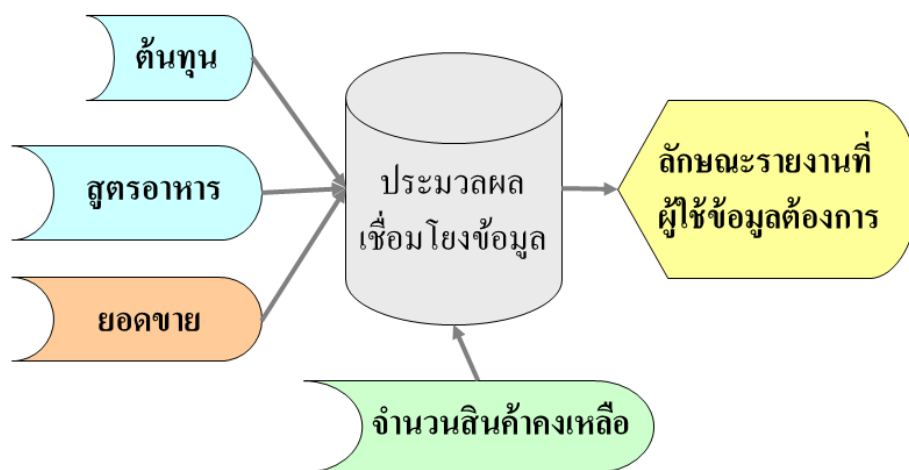 ต้นทุน
สูตรอาหาร
ยอดขาย
ประมวลผล
เชื่อมโยงข้อมูล
ลักษณะรายงานที่
ผู้ใช้ข้อมูลต้องการ
จำนวนสินค้าคงเหลือ